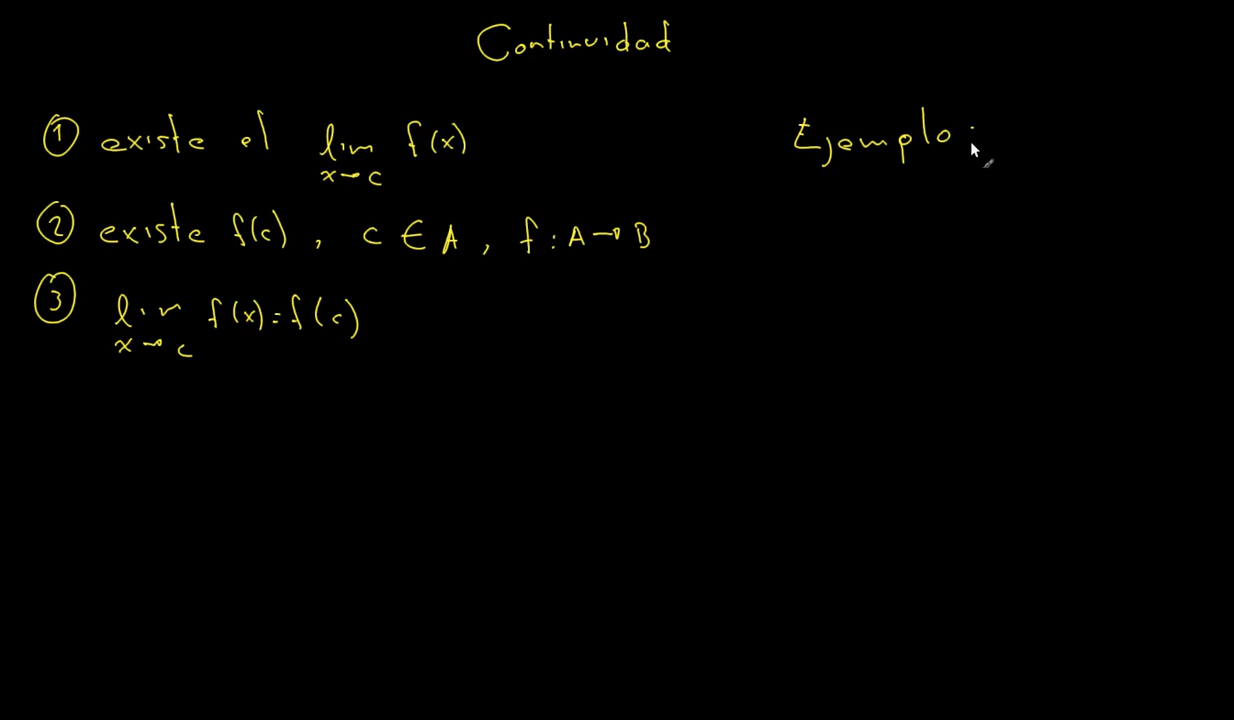 Continuidad
① existe el lim f(x)
x→c
② existe f(c), c ∈ A, f: A→B
③ lim f(x)=f(c)
x→c
Ejemplo: